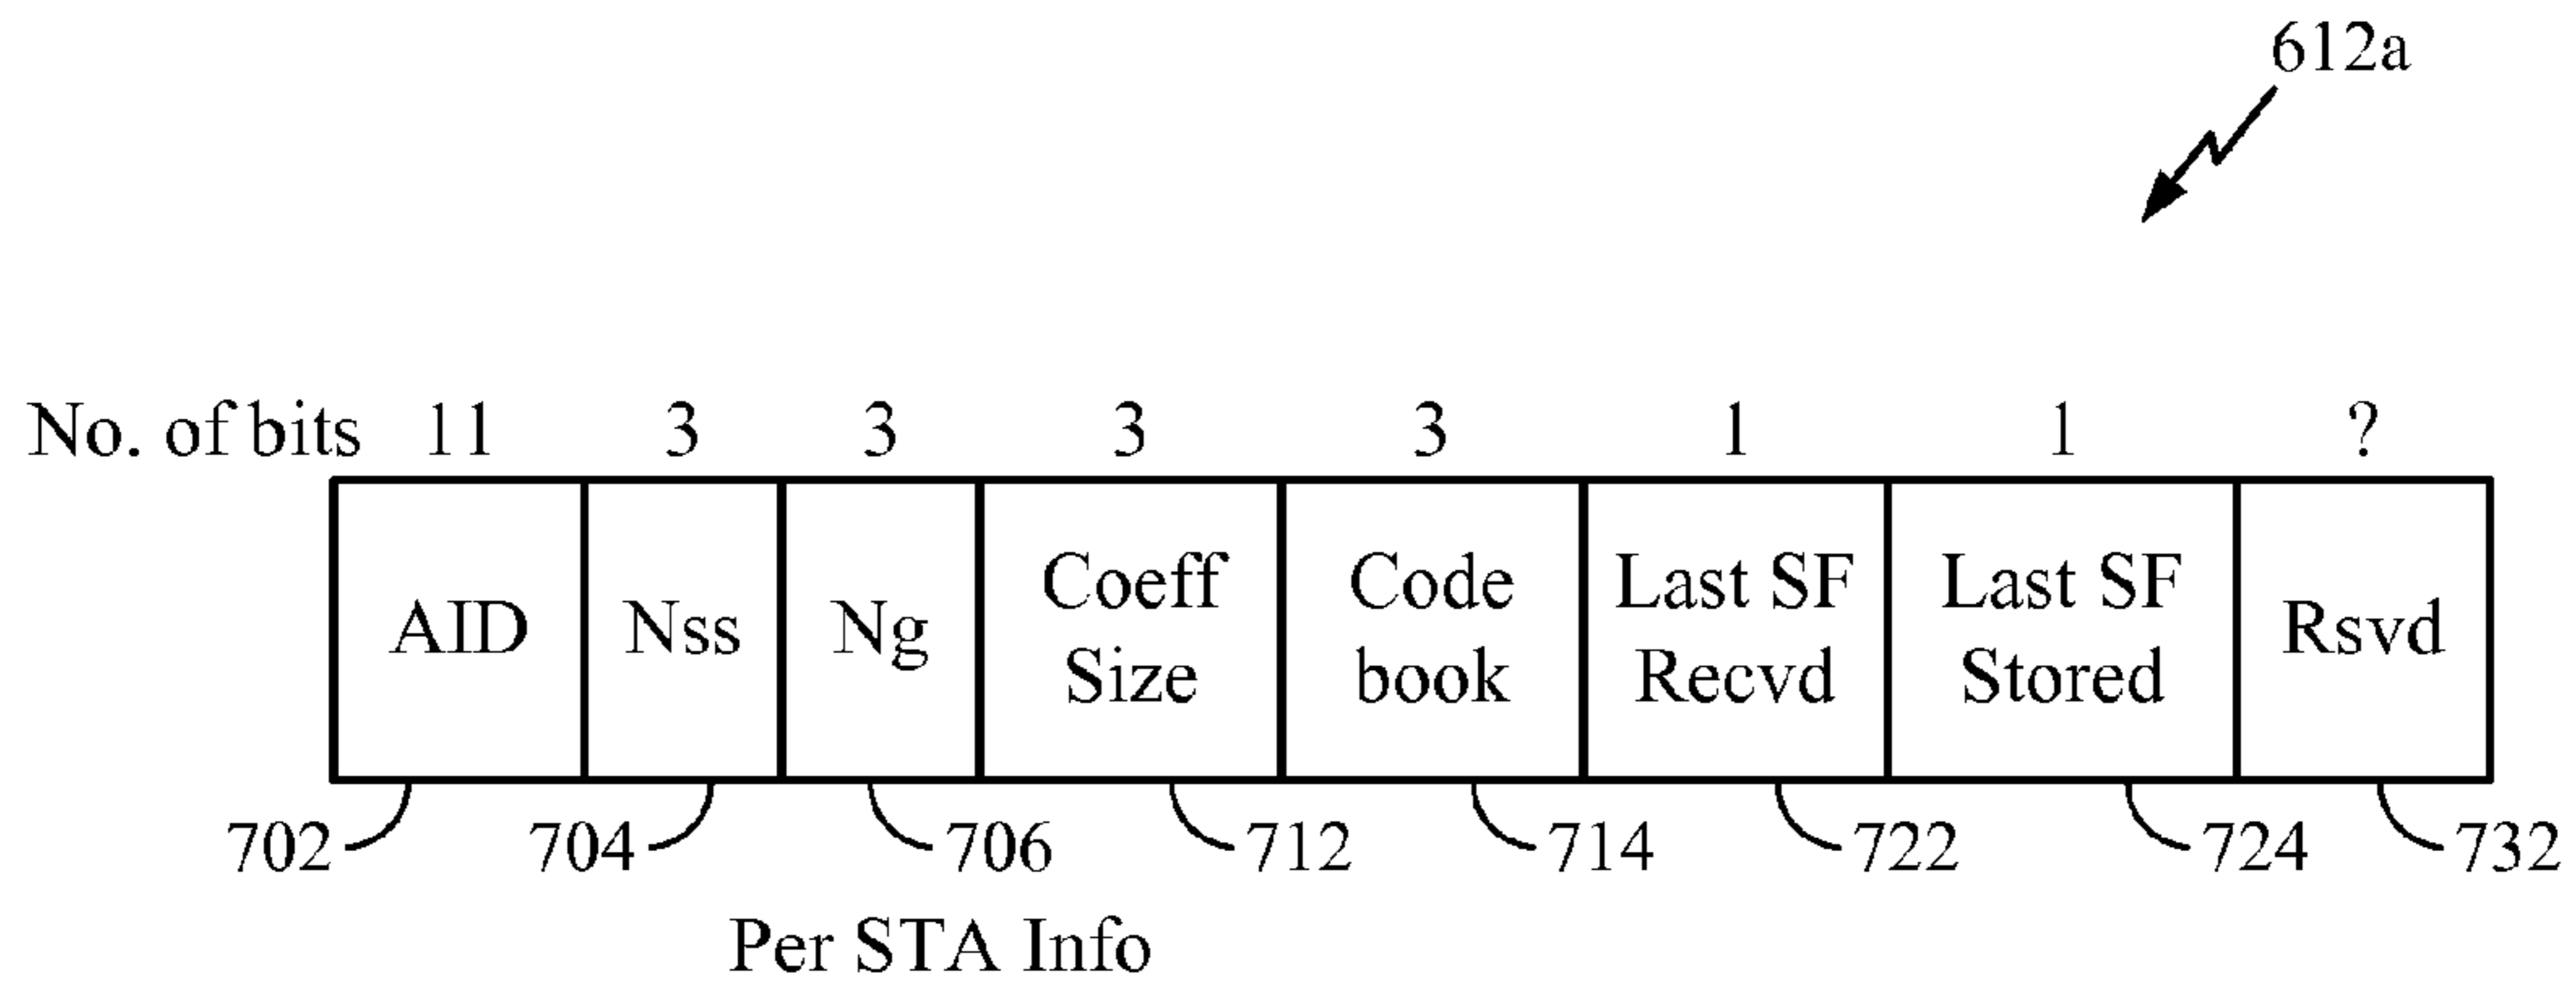 612a
No. of bits 11 3 3 3 3 1 1 ?
AID Nss Ng Coeff Size Code book Last SF Recvd Last SF Stored Rsvd
702 704 706 712 714 722 724 732
Per STA Info